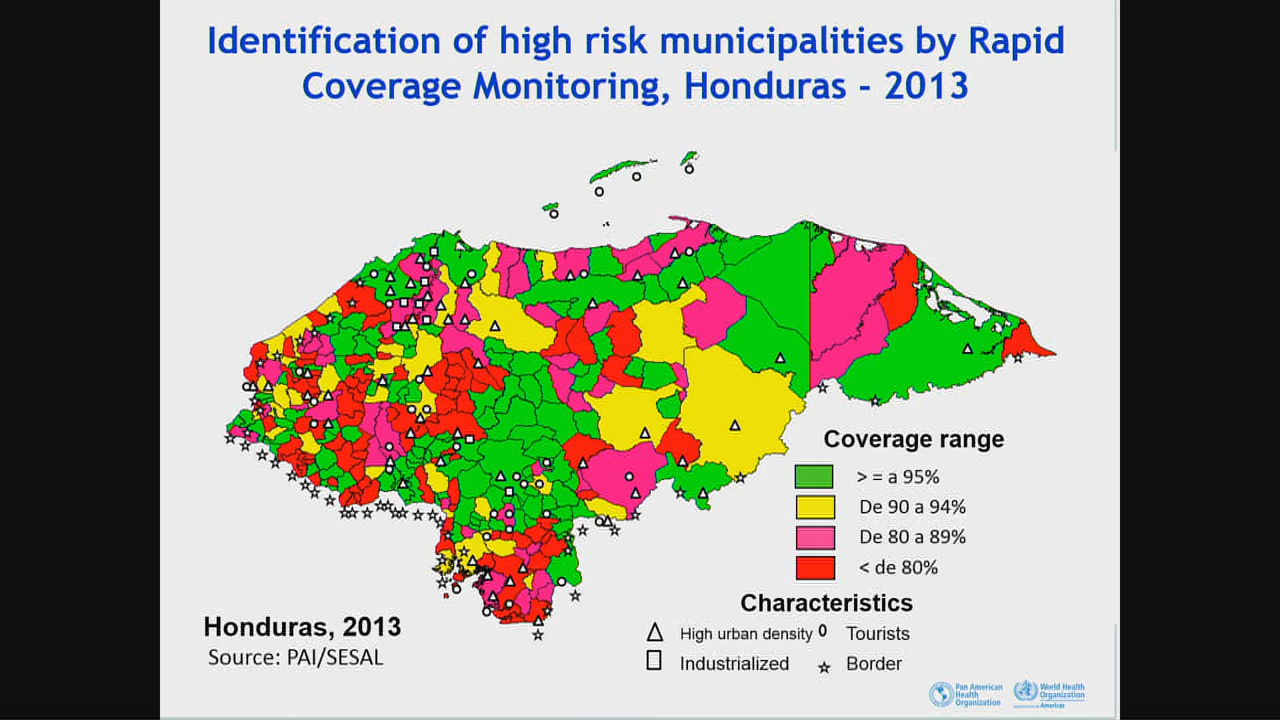 Identification of high risk municipalities by Rapid
Coverage Monitoring, Honduras - 2013
Coverage range
> = a 95%
De 90 a 94%
De 80 a 89%
< de 80%
Characteristics
High urban density
Tourists
Industrialized
Border
Honduras, 2013
Source: PAI/SESAL
Pan American
Health
Organization
World Health
Organization
Americas